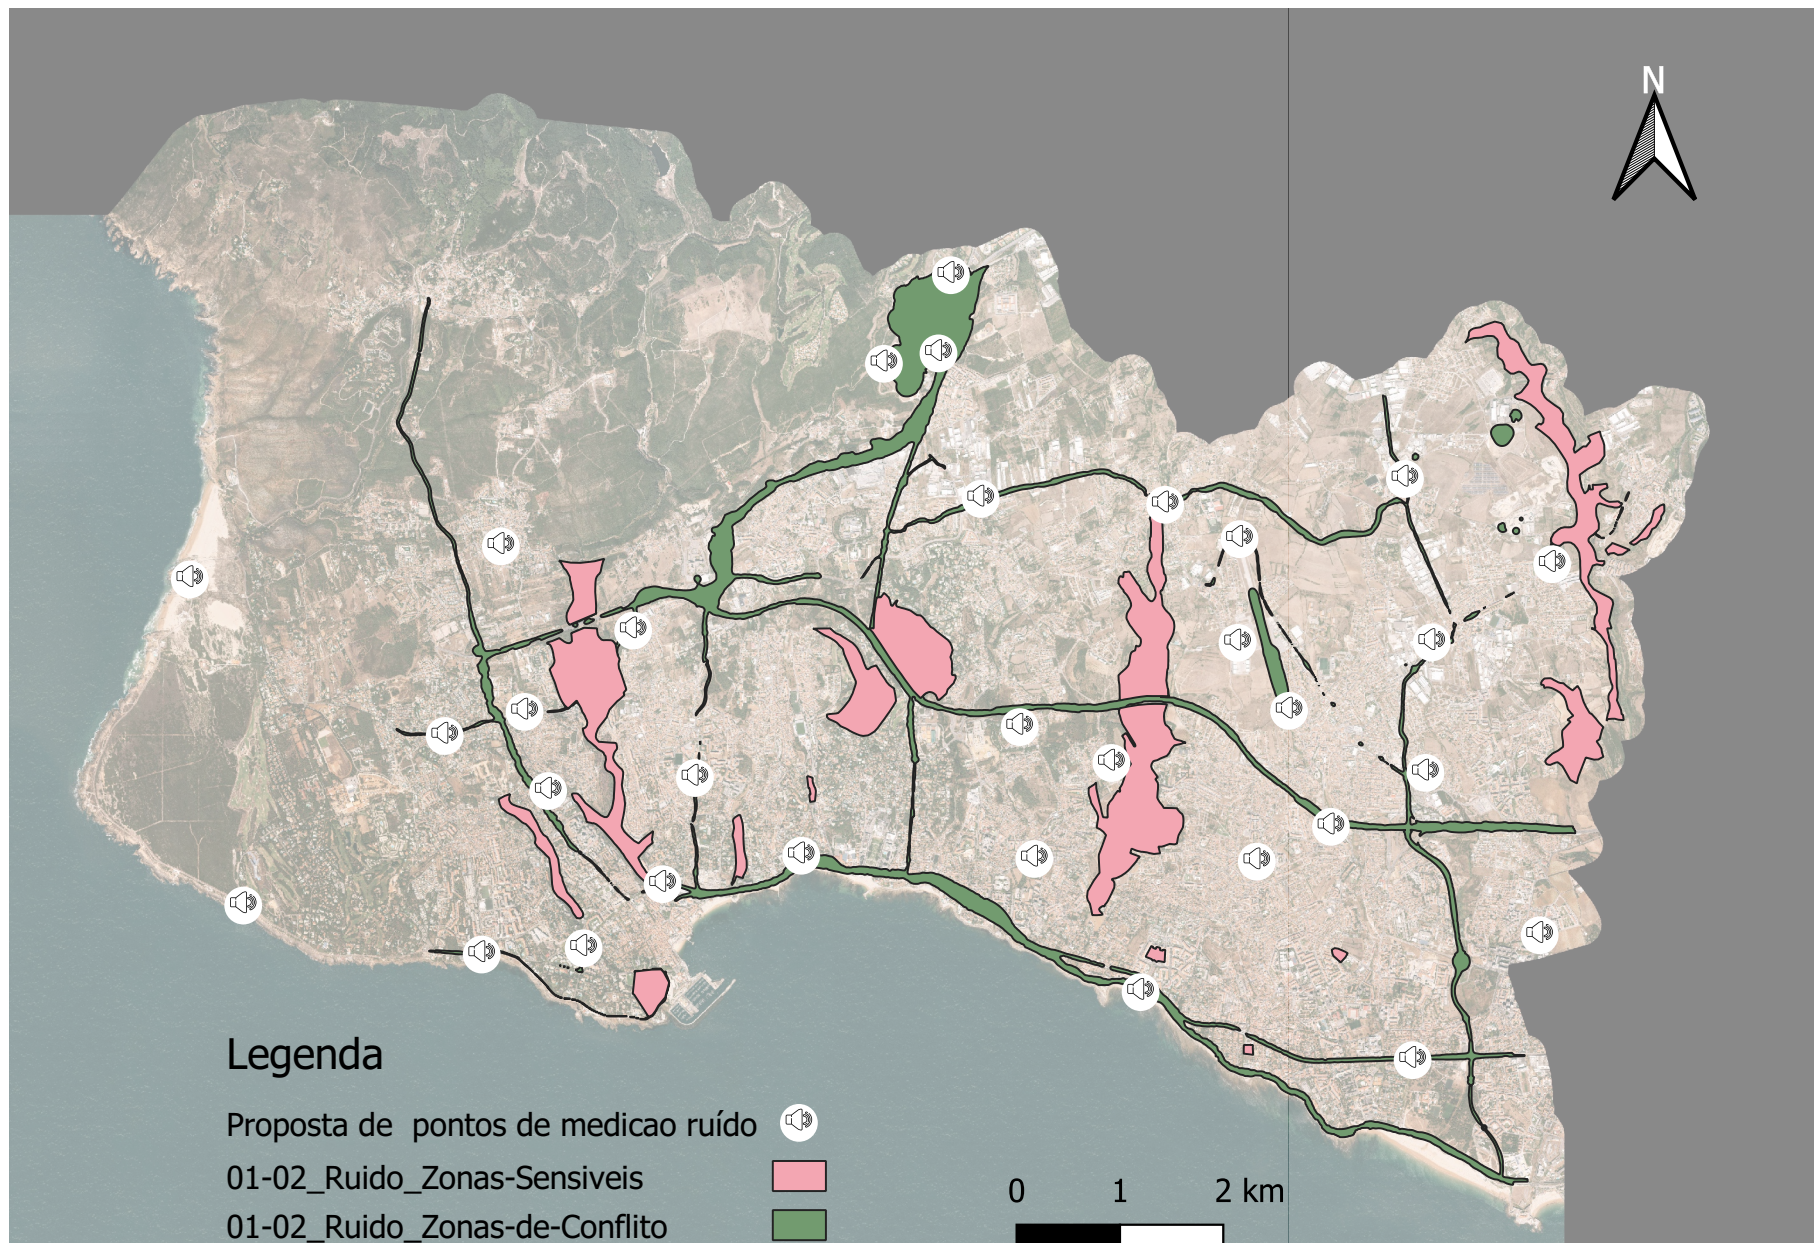 N
Legenda
Proposta de pontos de medicao ruído
01-02_Ruido_Zonas-Sensiveis
01-02_Ruido_Zonas-de-Conflito
0 1 2 km